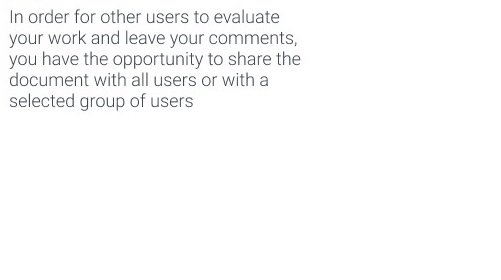 In order for other users to evaluate
your work and leave your comments,
you have the opportunity to share the
document with all users or with a
selected group of users